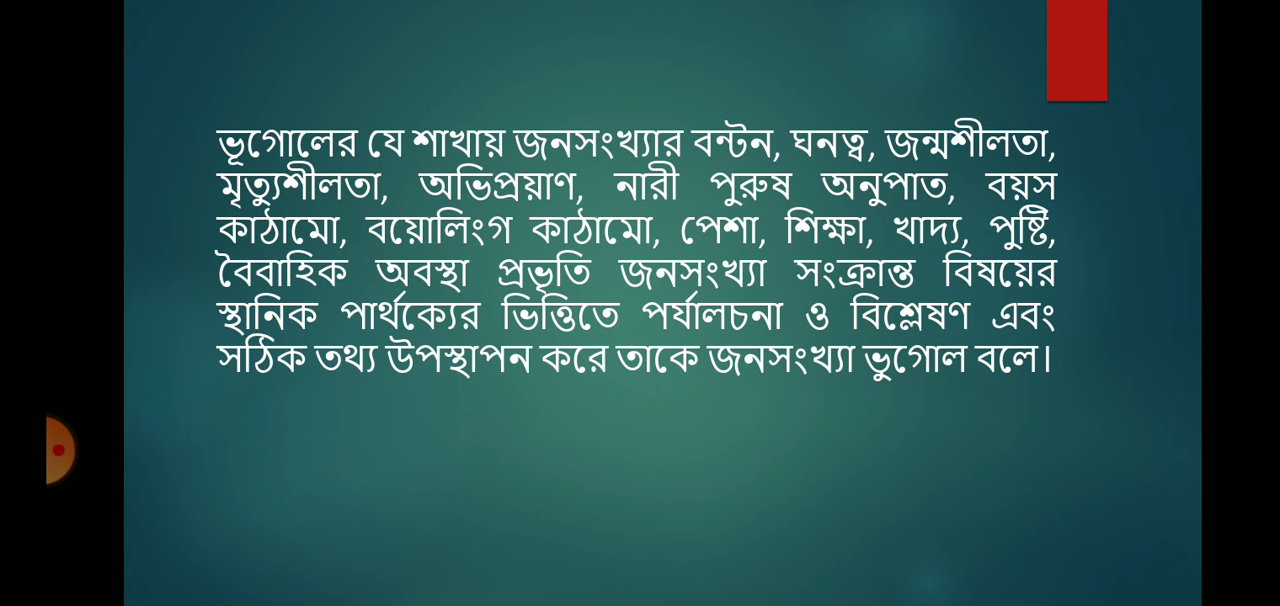 ভূগোলের যে শাখায় জনসংখ্যার বন্টন, ঘনত্ব, জন্মশীলতা,
মৃত্যুশীলতা, অভিপ্রয়াণ, নারী পুরুষ অনুপাত, বয়স
কাঠামো, বয়োলিংগ কাঠামো, পেশা, শিক্ষা, খাদ্য, পুষ্টি,
বৈবাহিক অবস্থা প্রভৃতি জনসংখ্যা সংক্রান্ত বিষয়ের
স্থানিক পার্থক্যের ভিত্তিতে পর্যালচনা ও বিশ্লেষণ এবং
সঠিক তথ্য উপস্থাপন করে তাকে জনসংখ্যা ভুগোল বলে।